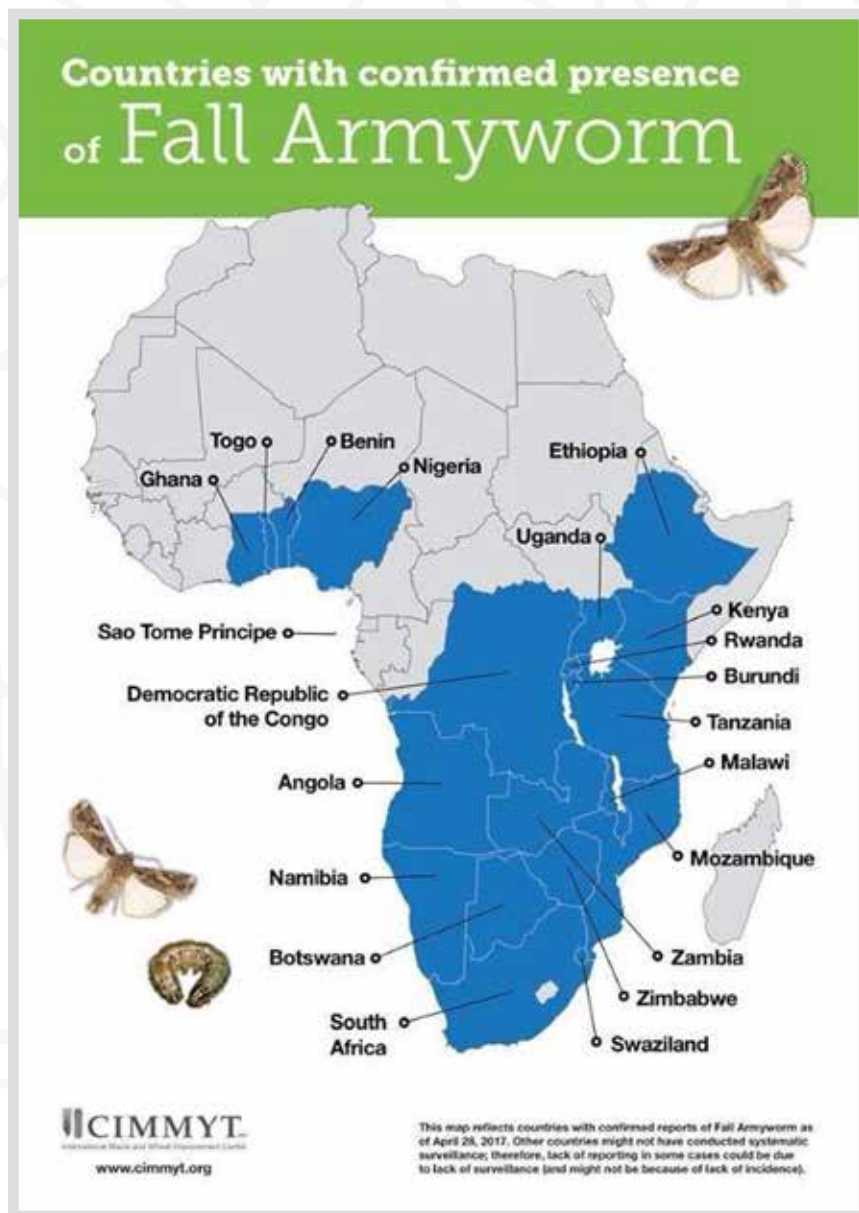 Countries with confirmed presence
of Fall Armyworm
Togo
Benin
Ghana
Nigeria
Ethiopia
Uganda
Kenya
Sao Tome Principe
Rwanda
Democratic Republic
of the Congo
Burundi
Tanzania
Malawi
Angola
Mozambique
Namibia
Botswana
Zambia
Zimbabwe
South
Africa
Swaziland
CIMMYT
International Maize and Wheat Improvement Center
www.cimmyt.org
This map reflects countries with confirmed reports of Fall Armyworm as
of April 28, 2017. Other countries might not have conducted systematic
surveillance; therefore, lack of reporting in some cases could be due
to lack of surveillance (and might not be because of lack of incidence).